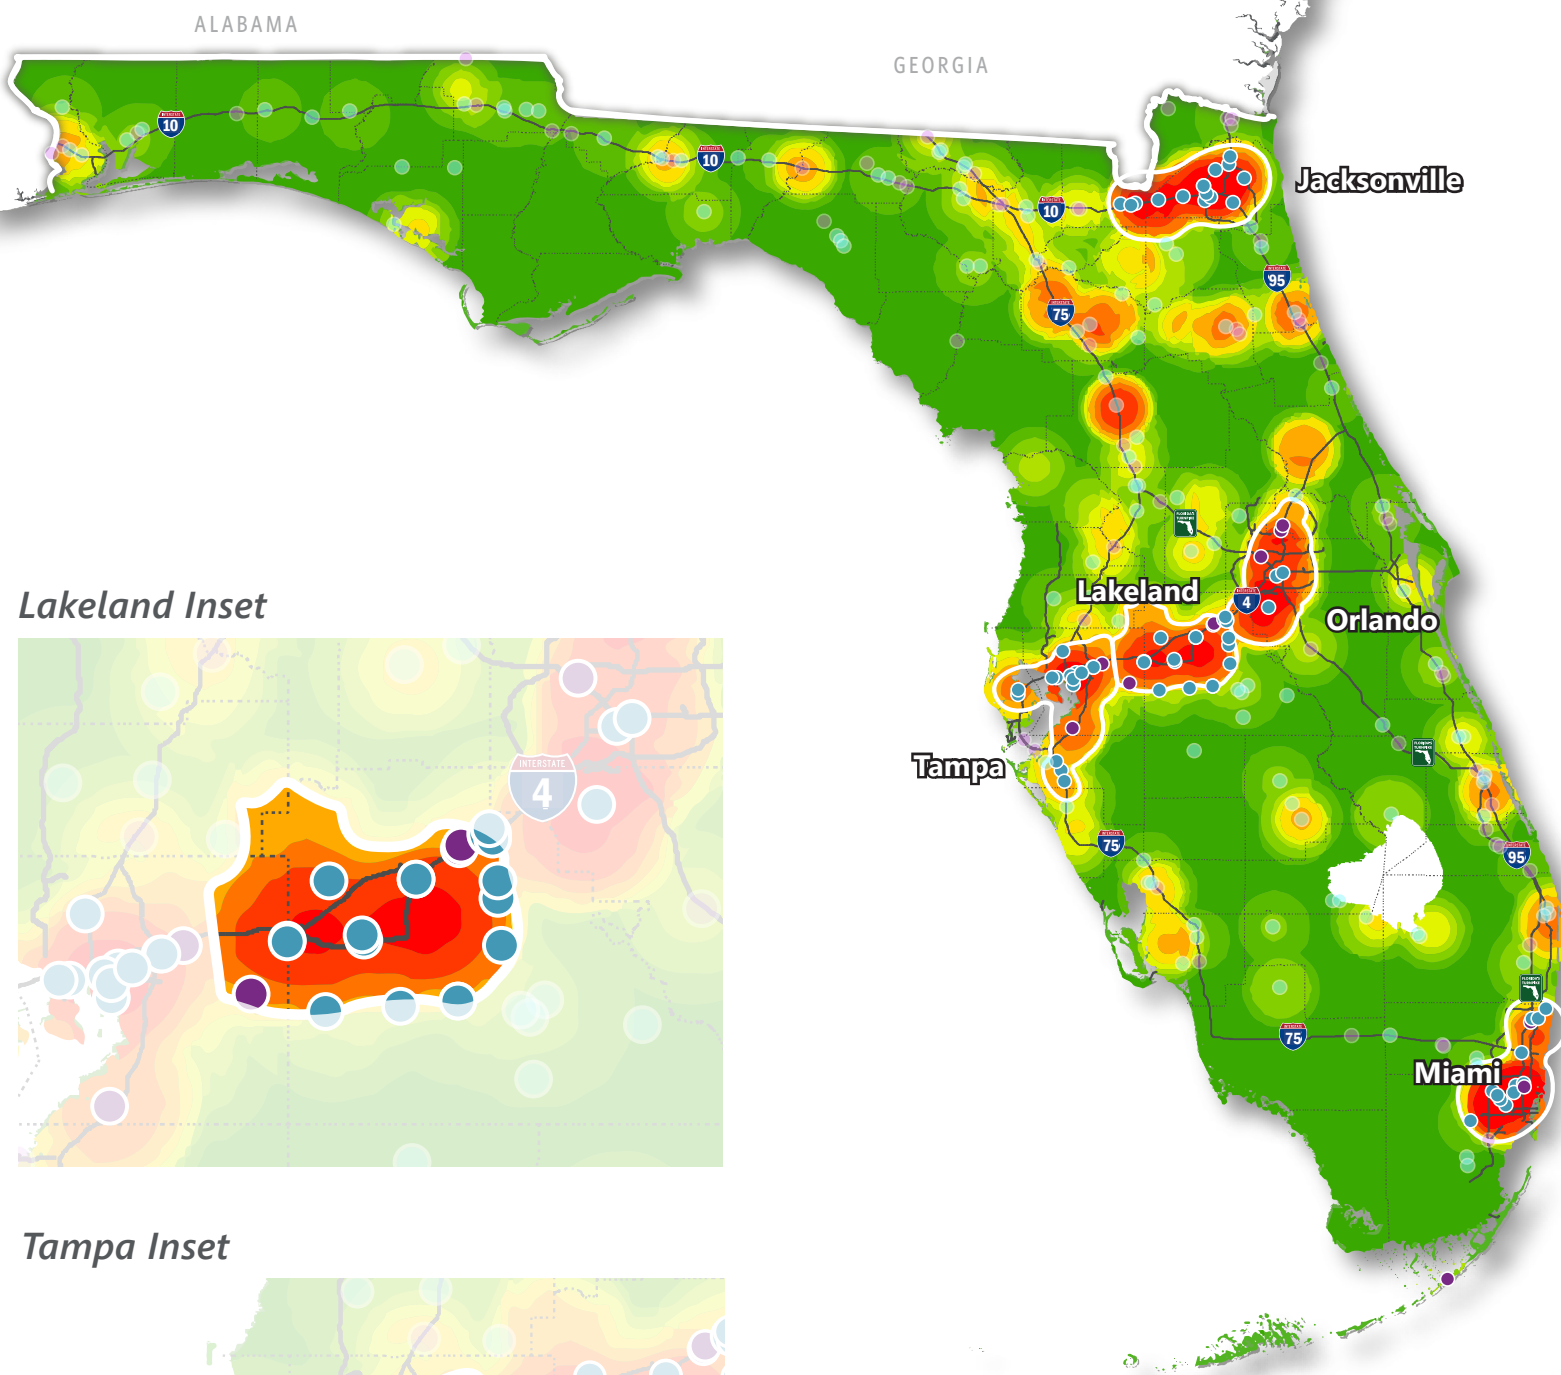 ALABAMA
GEORGIA
10
10
Jacksonville
10
INTERSTATE
95
75
Lakeland
4
Orlando
Lakeland Inset
INTERSTATE
4
Tampa
75
95
75
Miami
Tampa Inset